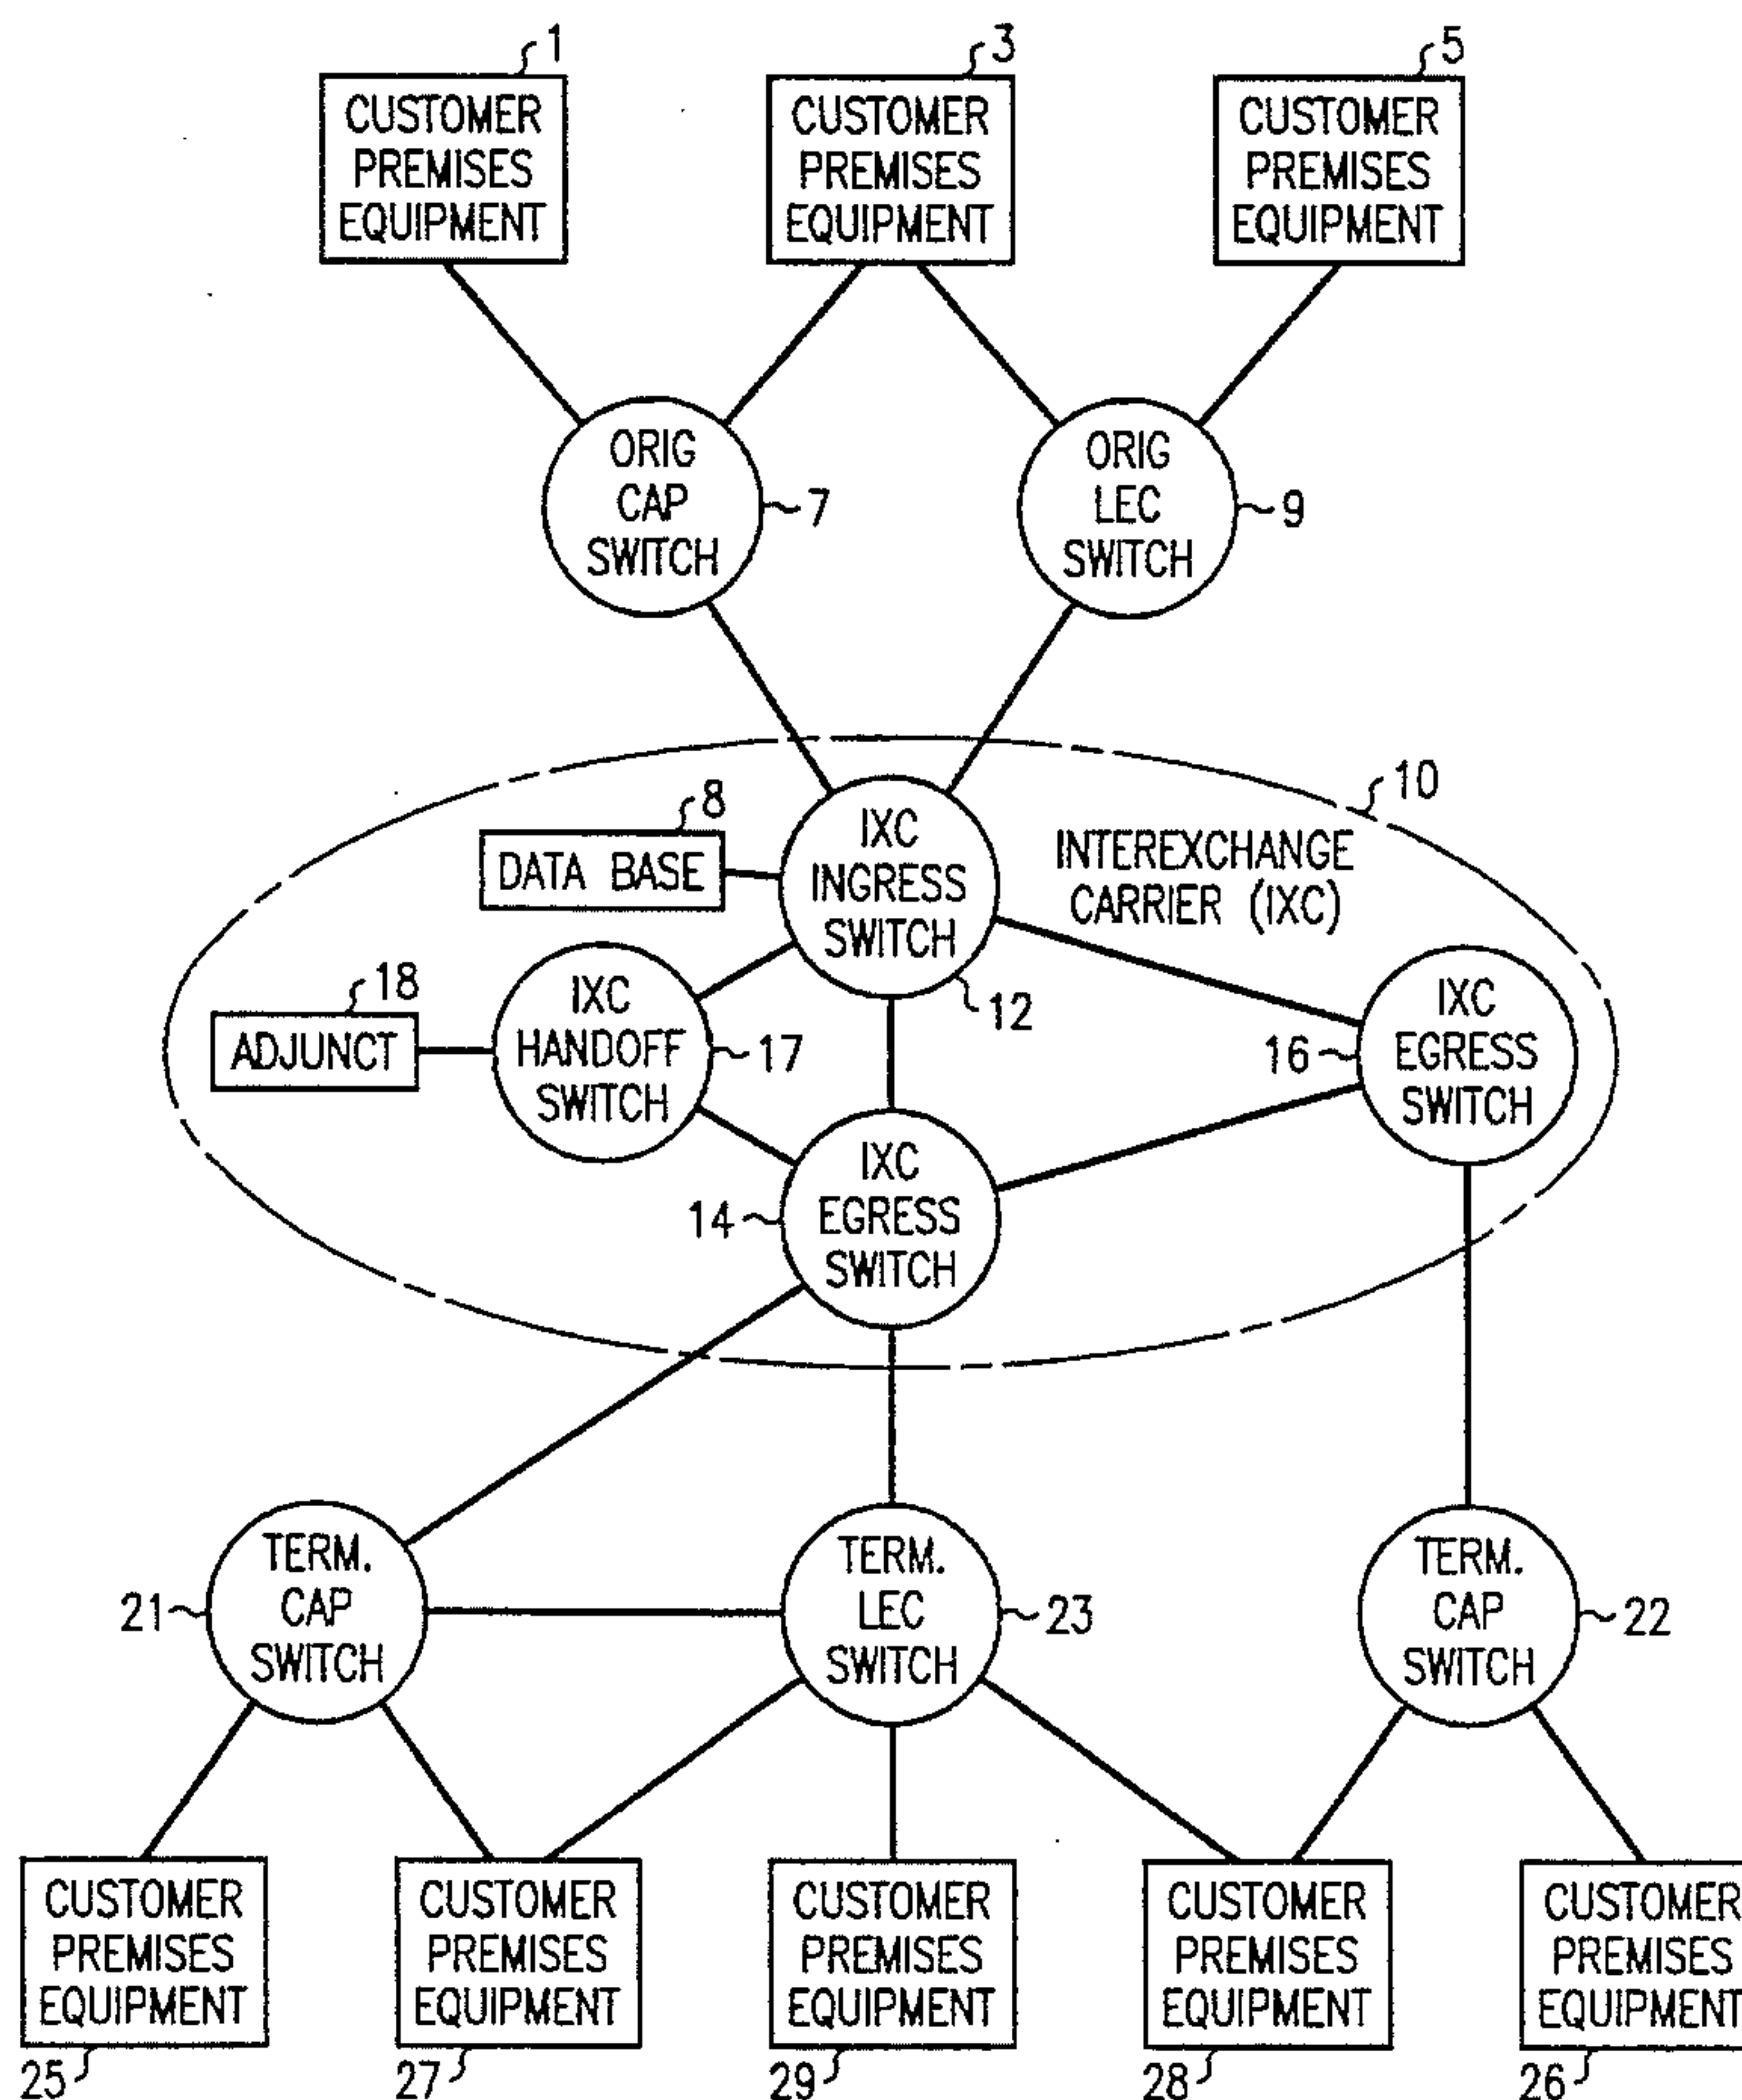 1
3
5
CUSTOMER
PREMISES
EQUIPMENT
CUSTOMER
PREMISES
EQUIPMENT
CUSTOMER
PREMISES
EQUIPMENT
ORIG
CAP
SWITCH
7
ORIG
LEC
SWITCH
9
10
8
DATA BASE
IXC
INGRESS
SWITCH
12
INTEREXCHANGE
CARRIER (IXC)
18
ADJUNCT
IXC
HANDOFF
SWITCH
17
16
IXC
EGRESS
SWITCH
14
IXC
EGRESS
SWITCH
21
TERM.
CAP
SWITCH
TERM.
LEC
SWITCH
23
TERM.
CAP
SWITCH
22
CUSTOMER
PREMISES
EQUIPMENT
25
CUSTOMER
PREMISES
EQUIPMENT
27
CUSTOMER
PREMISES
EQUIPMENT
29
CUSTOMER
PREMISES
EQUIPMENT
28
CUSTOMER
PREMISES
EQUIPMENT
26